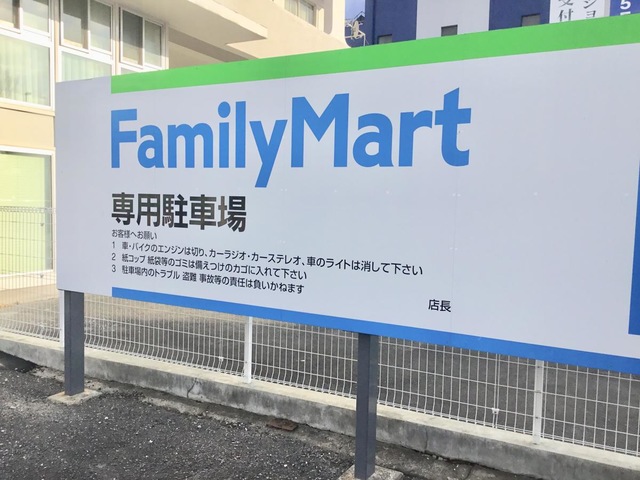 FamilyMart
専用駐車場
お客様へお願い
1 車・バイクのエンジンは切り、カーラジオ・カーステレオ、車のライトは消して下さい
2 紙コップ 紙袋等のゴミは備えつけのカゴに入れて下さい
3 駐車場内のトラブル 盗難 事故等の責任は負いかねます
店長